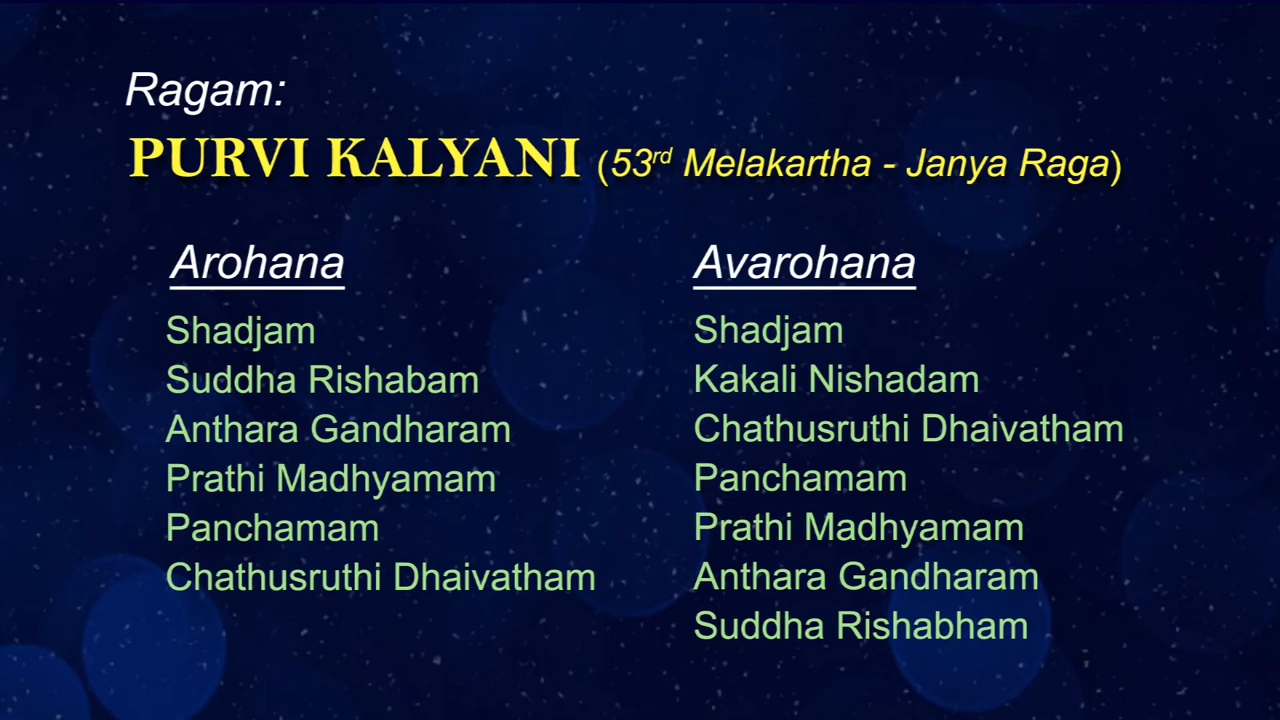 Ragam:
PURVI KALYANI (53rd Melakartha - Janya Raga)
Arohana
Shadjam
Suddha Rishabam
Anthara Gandharam
Prathi Madhyamam
Panchamam
Chathusruthi Dhaivatham
Avarohana
Shadjam
Kakali Nishadam
Chathusruthi Dhaivatham
Panchamam
Prathi Madhyamam
Anthara Gandharam
Suddha Rishabham